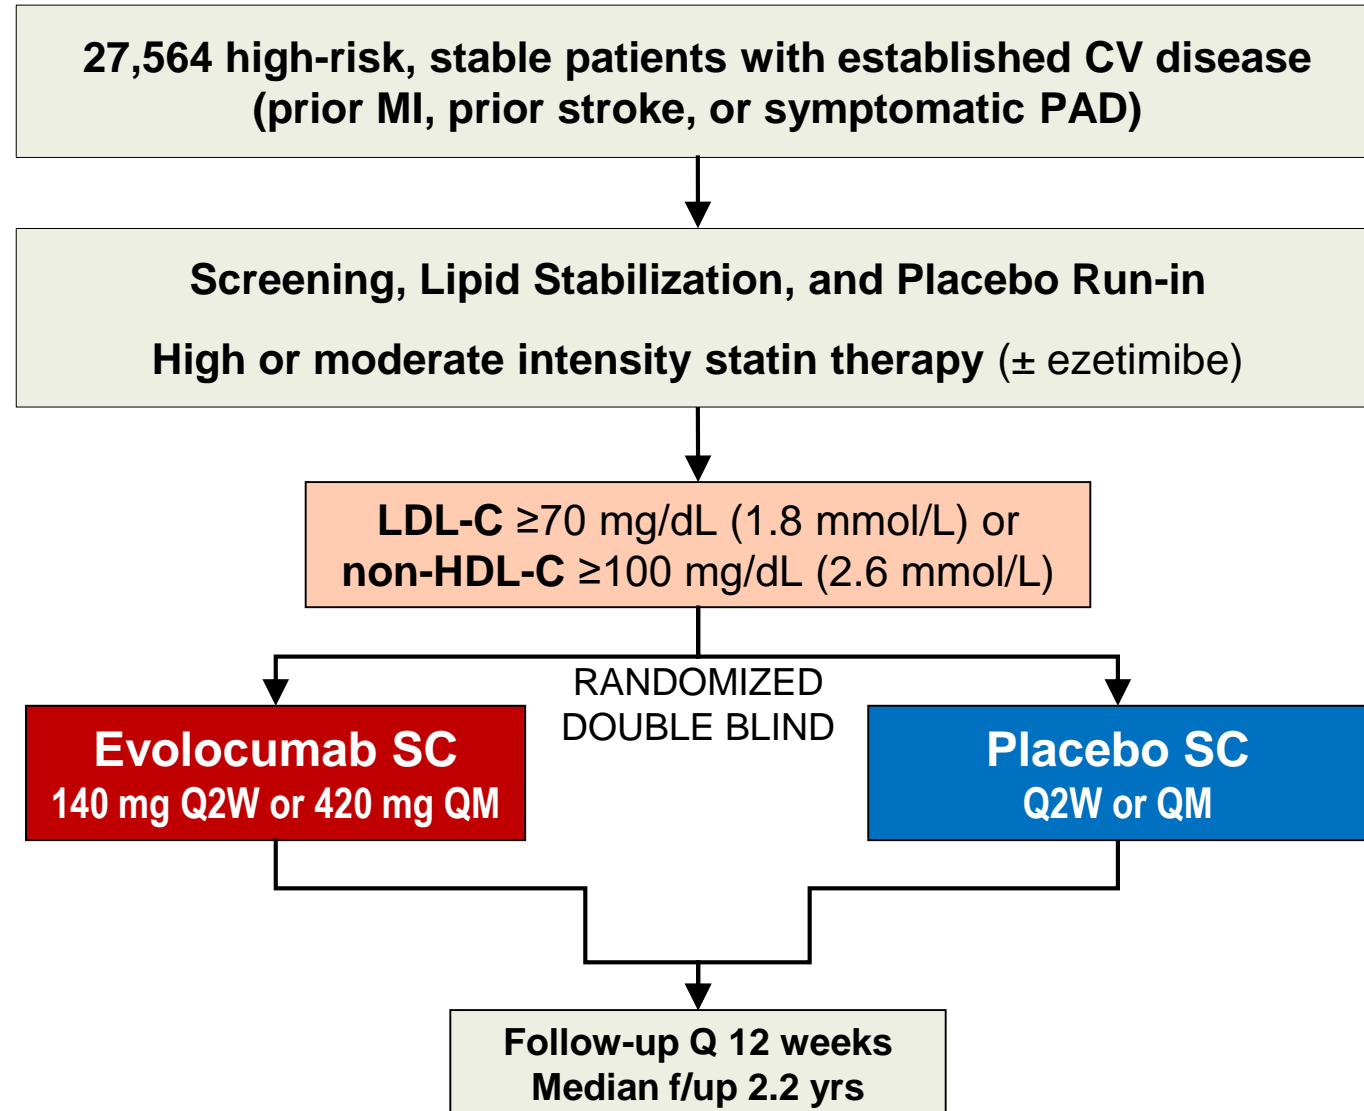 27,564 high-risk, stable patients with established CV disease
(prior MI, prior stroke, or symptomatic PAD)
Screening, Lipid Stabilization, and Placebo Run-in
High or moderate intensity statin therapy (± ezetimibe)
LDL-C ≥70 mg/dL (1.8 mmol/L) or
non-HDL-C ≥100 mg/dL (2.6 mmol/L)
RANDOMIZED
DOUBLE BLIND
Evolocumab SC
140 mg Q2W or 420 mg QM
Placebo SC
Q2W or QM
Follow-up Q 12 weeks
Median f/up 2.2 yrs